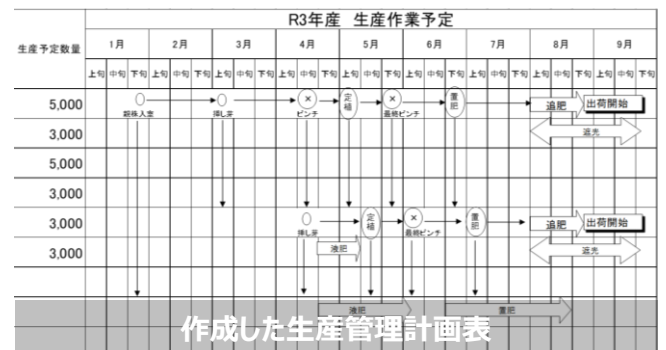 R3年産 生産作業予定
生産予定数量 1月 2月 3月 4月 5月 6月 7月 8月 9月
上旬 中旬 下旬 上旬 中旬 下旬 上旬 中旬 下旬 上旬 中旬 下旬 上旬 中旬 下旬 上旬 中旬 下旬 上旬 中旬 下旬 上旬 中旬 下旬 上旬 中旬 下旬
5,000 × 定植 × 置肥 追肥 出荷開始
親株入室 挿し芽 ピンチ 最終ピンチ
3,000 遮光
5,000
3,000
3,000 定植 × 置肥 追肥 出荷開始
挿し芽 最終ピンチ
3,000 液肥 遮光
液肥 置肥
作成した生産管理計画表